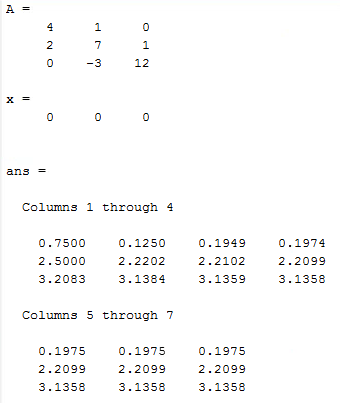 A =
4 1 0
2 7 1
0 -3 12
x =
0 0 0
ans =
Columns 1 through 4
0.7500 0.1250 0.1949 0.1974
2.5000 2.2202 2.2102 2.2099
3.2083 3.1384 3.1359 3.1358
Columns 5 through 7
0.1975 0.1975 0.1975
2.2099 2.2099 2.2099
3.1358 3.1358 3.1358